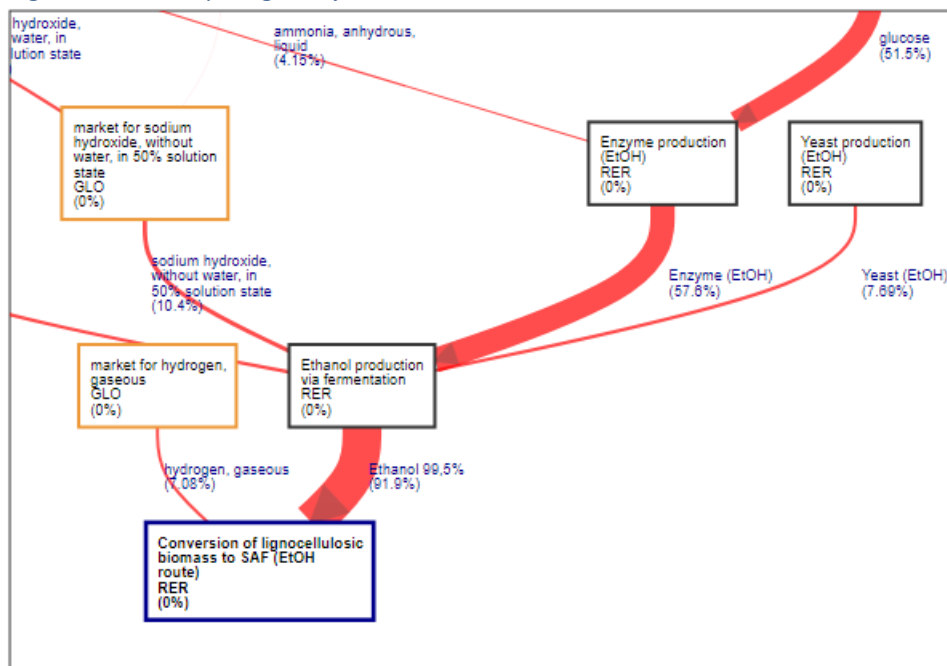 hydroxide,
water, in
lution state
ammonia, anhydrous,
liquid
(4.15%)
glucose
(51.5%)
market for sodium
hydroxide, without
water, in 50% solution
state
GLO
(0%)
Enzyme production
(EtOH)
RER
(0%)
Yeast production
(EtOH)
RER
(0%)
sodium hydroxide,
without water, in
50% solution state
(10.4%)
Enzyme (EtOH)
(57.6%)
Yeast (EtOH)
(7.69%)
market for hydrogen,
gaseous
GLO
(0%)
Ethanol production
via fermentation
RER
(0%)
hydrogen, gaseous
(7.08%)
Ethanol 99,5%
(91.9%)
Conversion of lignocellulosic
biomass to SAF (EtOH
route)
RER
(0%)